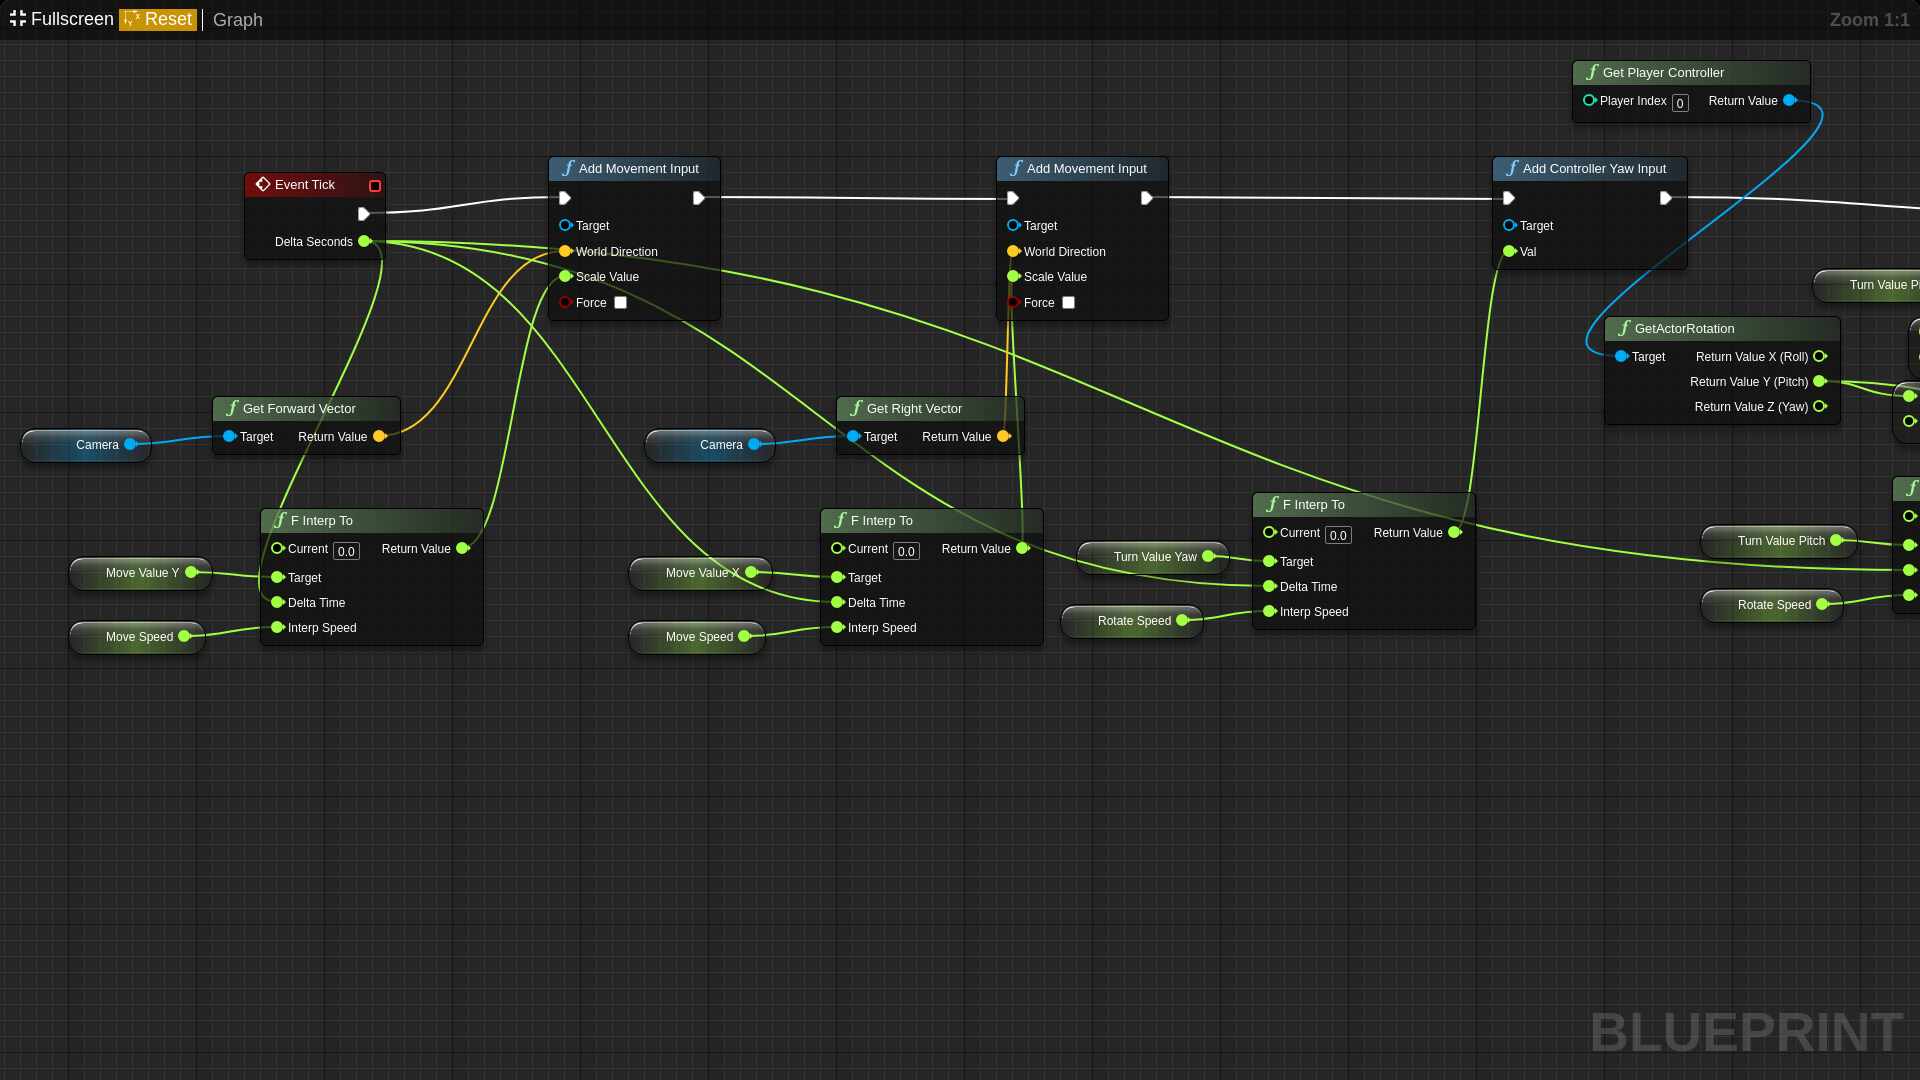 Fullscreen Reset Graph
Zoom 1:1
Get Player Controller
Player Index 0 Return Value
Event Tick
Delta Seconds
Add Movement Input
Target
World Direction
Scale Value
Force
Add Movement Input
Target
World Direction
Scale Value
Force
Add Controller Yaw Input
Target
Val
Turn Value Pi
GetActorRotation
Target Return Value X (Roll)
Return Value Y (Pitch)
Return Value Z (Yaw)
Get Forward Vector
Target Return Value
Camera
Get Right Vector
Target Return Value
Camera
F Interp To
Current 0.0 Return Value
Target
Delta Time
Interp Speed
Move Value Y
Move Speed
F Interp To
Current 0.0 Return Value
Target
Delta Time
Interp Speed
Move Value X
Move Speed
F Interp To
Current 0.0 Return Value
Target
Delta Time
Interp Speed
Turn Value Yaw
Rotate Speed
Turn Value Pitch
Rotate Speed
BLUEPRINT